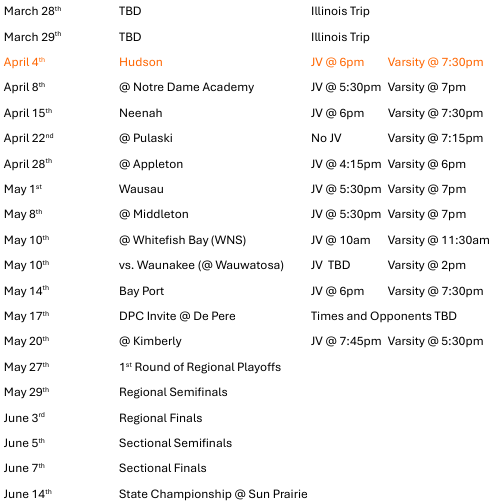 March 28th TBD Illinois Trip
March 29th TBD Illinois Trip
April 4th Hudson JV @ 6pm Varsity @ 7:30pm
April 8th @ Notre Dame Academy JV @ 5:30pm Varsity @ 7pm
April 15th Neenah JV @ 6pm Varsity @ 7:30pm
April 22nd @ Pulaski No JV Varsity @ 7:15pm
April 28th @ Appleton JV @ 4:15pm Varsity @ 6pm
May 1st Wausau JV @ 5:30pm Varsity @ 7pm
May 8th @ Middleton JV @ 5:30pm Varsity @ 7pm
May 10th @ Whitefish Bay (WNS) JV @ 10am Varsity @ 11:30am
May 10th vs. Waunakee (@ Wauwatosa) JV TBD Varsity @ 2pm
May 14th Bay Port JV @ 6pm Varsity @ 7:30pm
May 17th DPC Invite @ De Pere Times and Opponents TBD
May 20th @ Kimberly JV @ 7:45pm Varsity @ 5:30pm
May 27th 1st Round of Regional Playoffs
May 29th Regional Semifinals
June 3rd Regional Finals
June 5th Sectional Semifinals
June 7th Sectional Finals
June 14th State Championship @ Sun Prairie